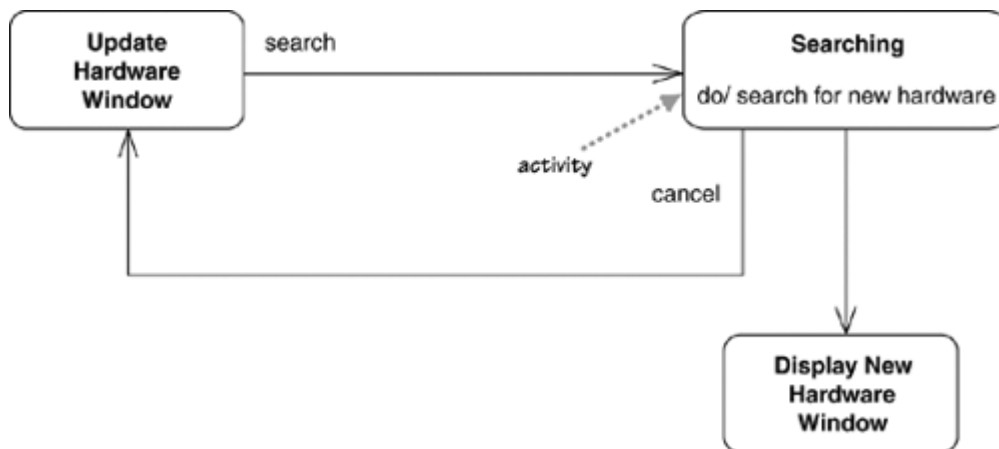 Update
Hardware
Window
search
Searching
do/ search for new hardware
activity
cancel
Display New
Hardware
Window